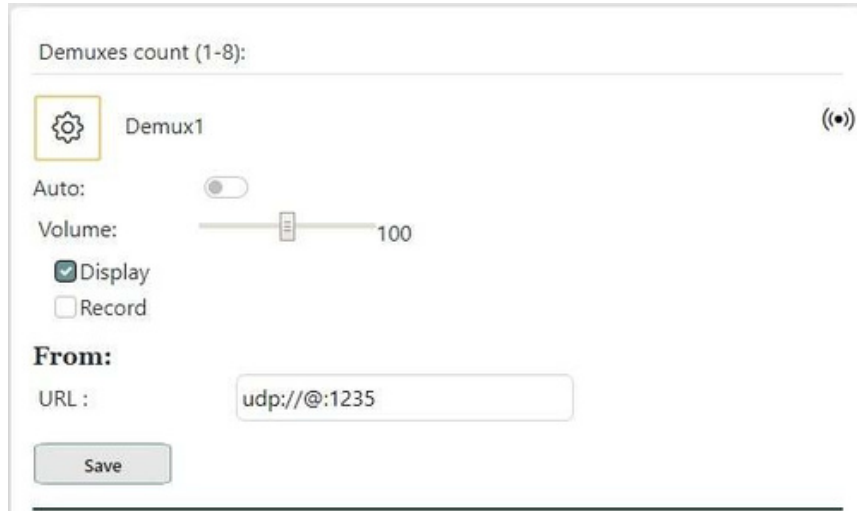 Demuxes count (1-8):
Demux1
Auto:
Volume: 100
Display
Record
From:
URL : udp://@:1235
Save